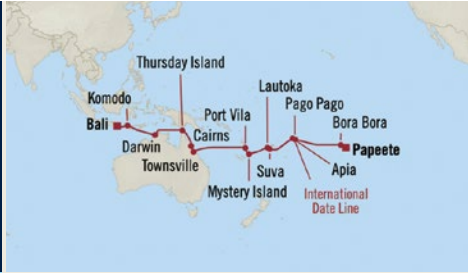 Thursday Island
Komodo
Lautoka
Port Vila
Pago Pago
Bali
Cairns
Bora Bora
Darwin
Papeete
Townsville
Suva
Apia
Mystery Island
International
Date Line